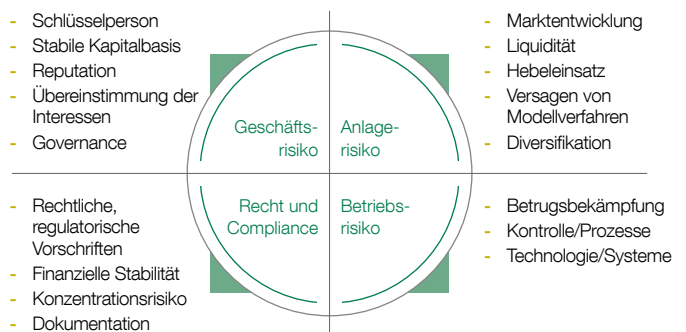 - Schlüsselperson
- Stabile Kapitalbasis
- Reputation
- Übereinstimmung der
Interessen
- Governance
Geschäfts-
risiko
Anlage-
risiko
- Marktentwicklung
- Liquidität
- Hebeleinsatz
- Versagen von
Modellverfahren
- Diversifikation
- Rechtliche,
regulatorische
Vorschriften
- Finanzielle Stabilität
- Konzentrationsrisiko
- Dokumentation
Recht und
Compliance
Betriebs-
risiko
- Betrugsbekämpfung
- Kontrolle/Prozesse
- Technologie/Systeme